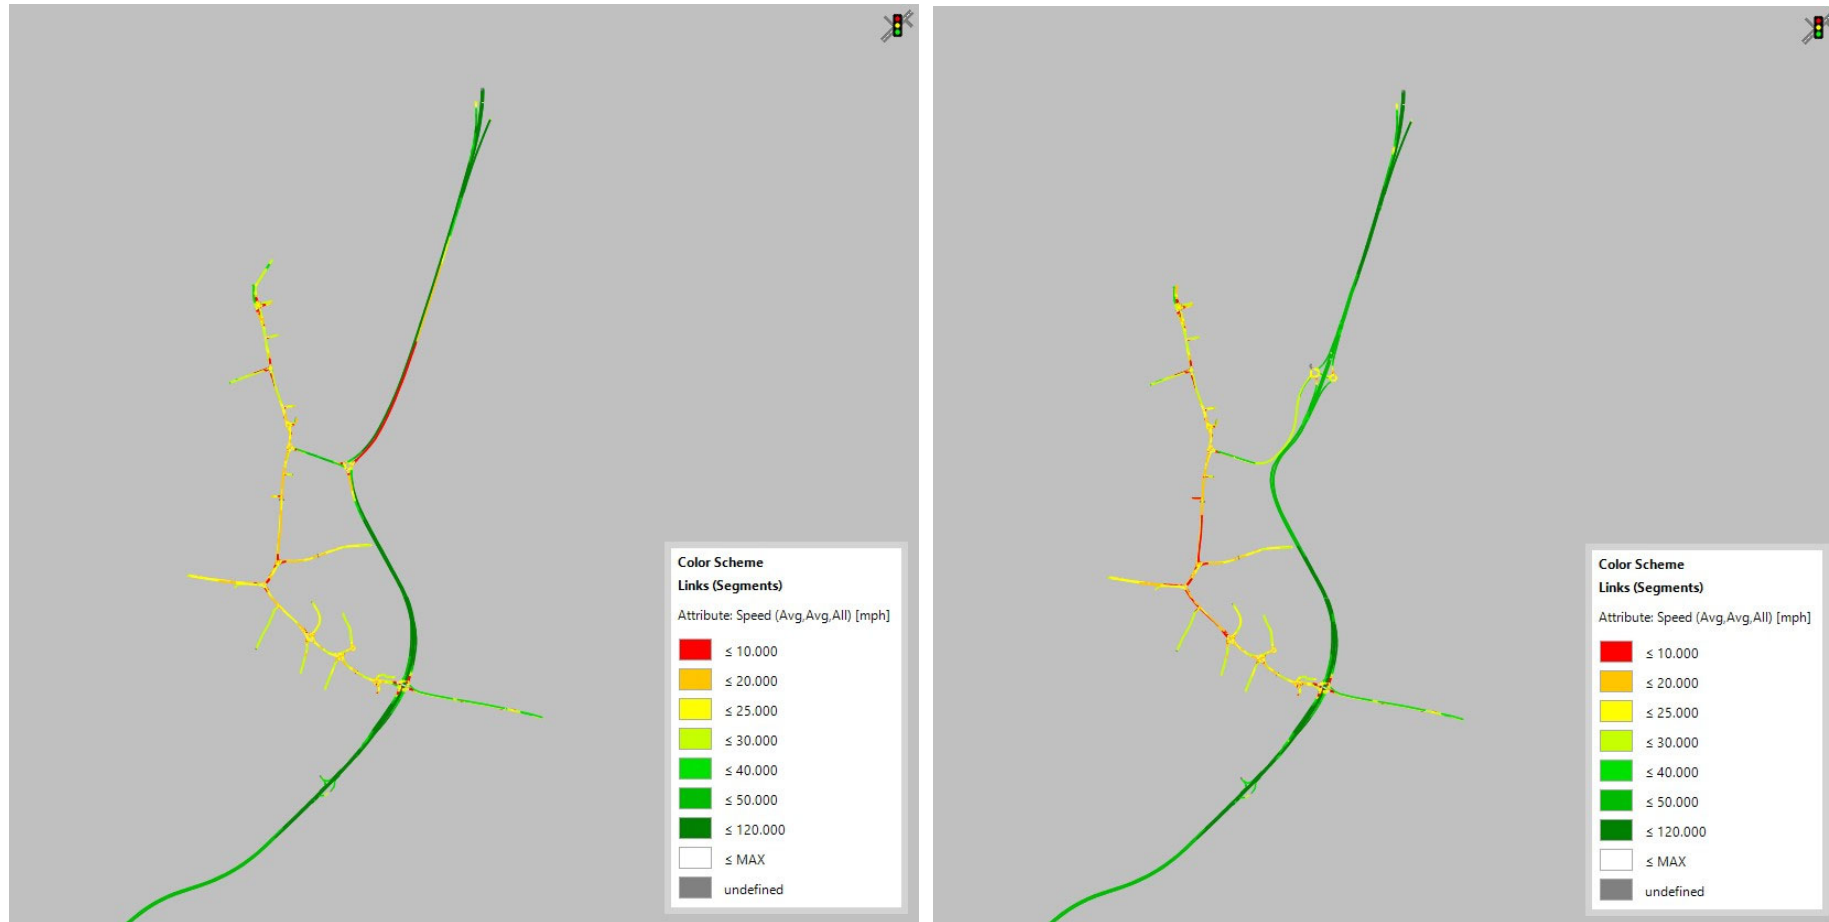 Color Scheme
Links (Segments)
Attribute: Speed (Avg,Avg,All) [mph]
≤ 10.000
≤ 20.000
≤ 25.000
≤ 30.000
≤ 40.000
≤ 50.000
≤ 120.000
≤ MAX
undefined
Color Scheme
Links (Segments)
Attribute: Speed (Avg,Avg,All) [mph]
≤ 10.000
≤ 20.000
≤ 25.000
≤ 30.000
≤ 40.000
≤ 50.000
≤ 120.000
≤ MAX
undefined